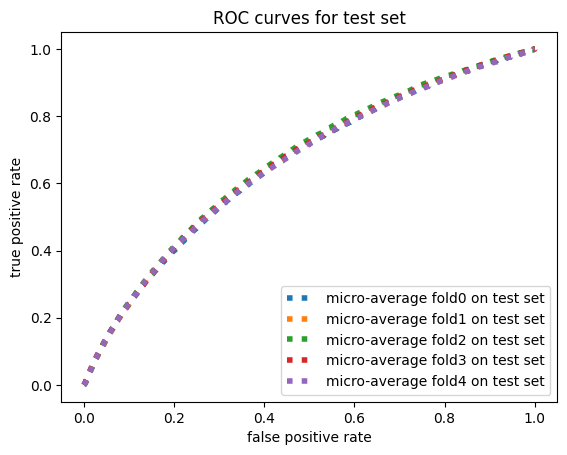 ROC curves for test set
true positive rate
1.0
0.8
0.6
0.4
0.2
0.0
micro-average fold0 on test set
micro-average fold1 on test set
micro-average fold2 on test set
micro-average fold3 on test set
micro-average fold4 on test set
0.0 0.2 0.4 0.6 0.8 1.0
false positive rate